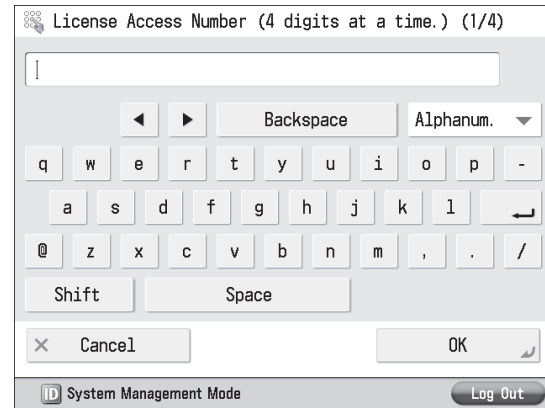 License Access Number (4 digits at a time.) (1/4)
Backspace Alphanum.
q w e r t y u i o p -
a s d f g h j k l
@ z x c v b n m , . /
Shift Space
Cancel OK
ID System Management Mode Log Out